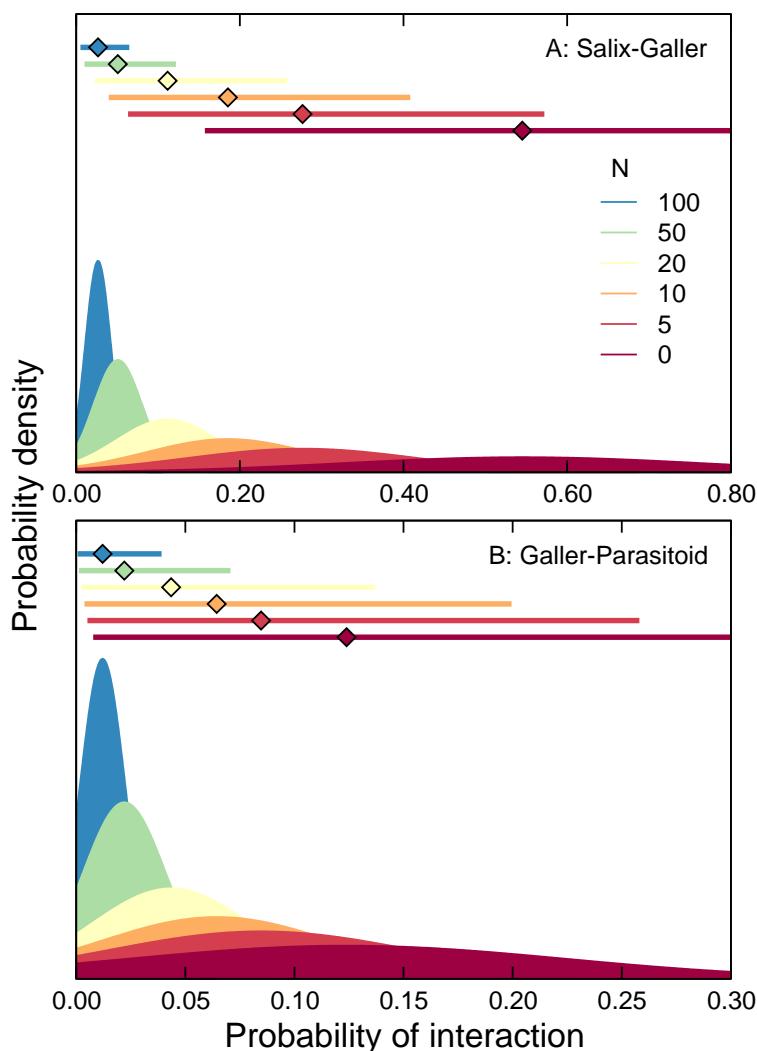 A: Salix-Galler
N
100
50
20
10
5
0
0.00 0.20 0.40 0.60 0.80
Probability density
B: Galler-Parasitoid
0.00 0.05 0.10 0.15 0.20 0.25 0.30
Probability of interaction